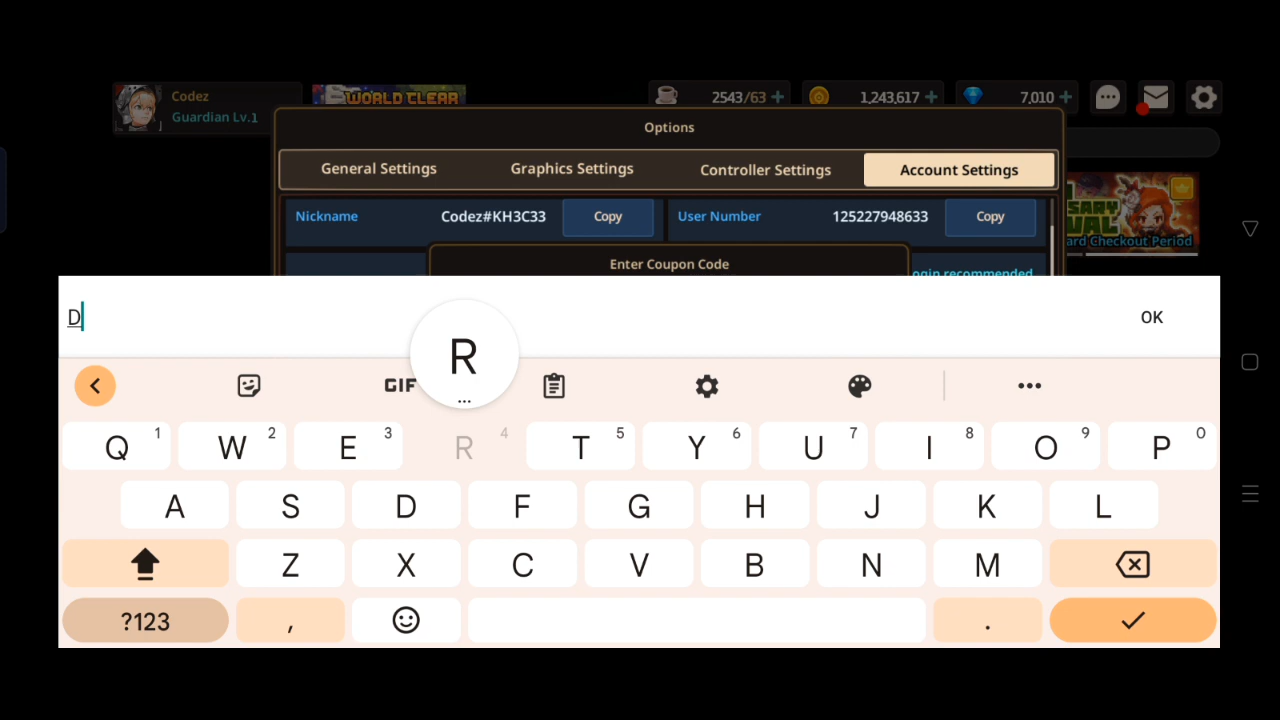 Codez
Guardian Lv.1
WORLD CLEAR
2543/63
1,243,617
7,010
Options
General Settings
Graphics Settings
Controller Settings
Account Settings
Nickname
Codez#KH3C33
Copy
User Number
125227948633
Copy
ard Checkout Period
Enter Coupon Code
ogin recommended
D
OK
R
...
GIF
Q 1 W 2 E 3 R 4 T 5 Y 6 U 7 I 8 O 9 P 0
A S D F G H J K L
Z X C V B N M
?123 , .